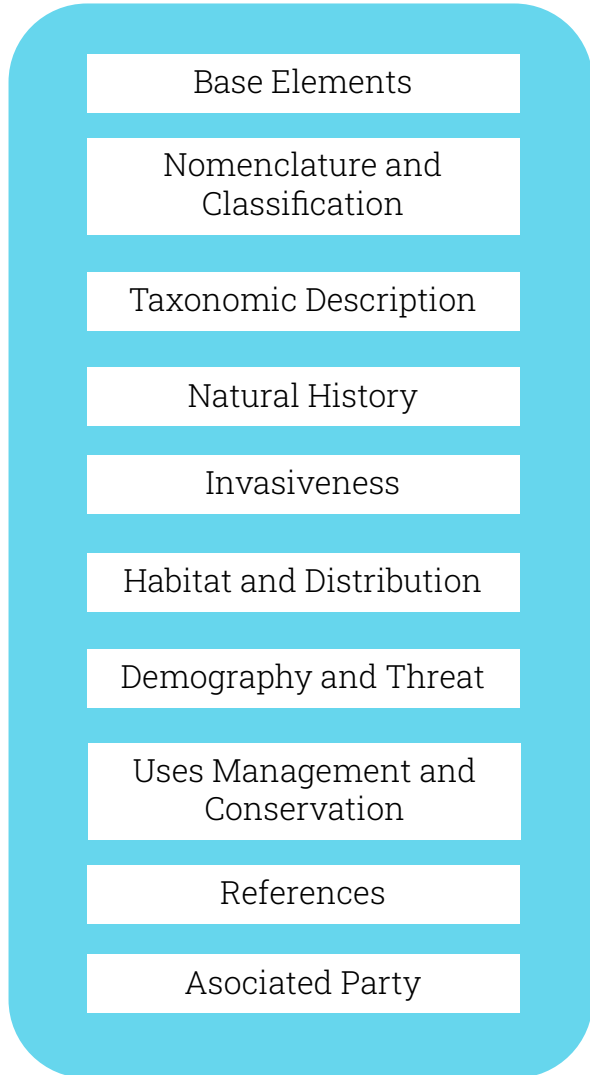 Base Elements
Nomenclature and
Classification
Taxonomic Description
Natural History
Invasiveness
Habitat and Distribution
Demography and Threat
Uses Management and
Conservation
References
Asociated Party